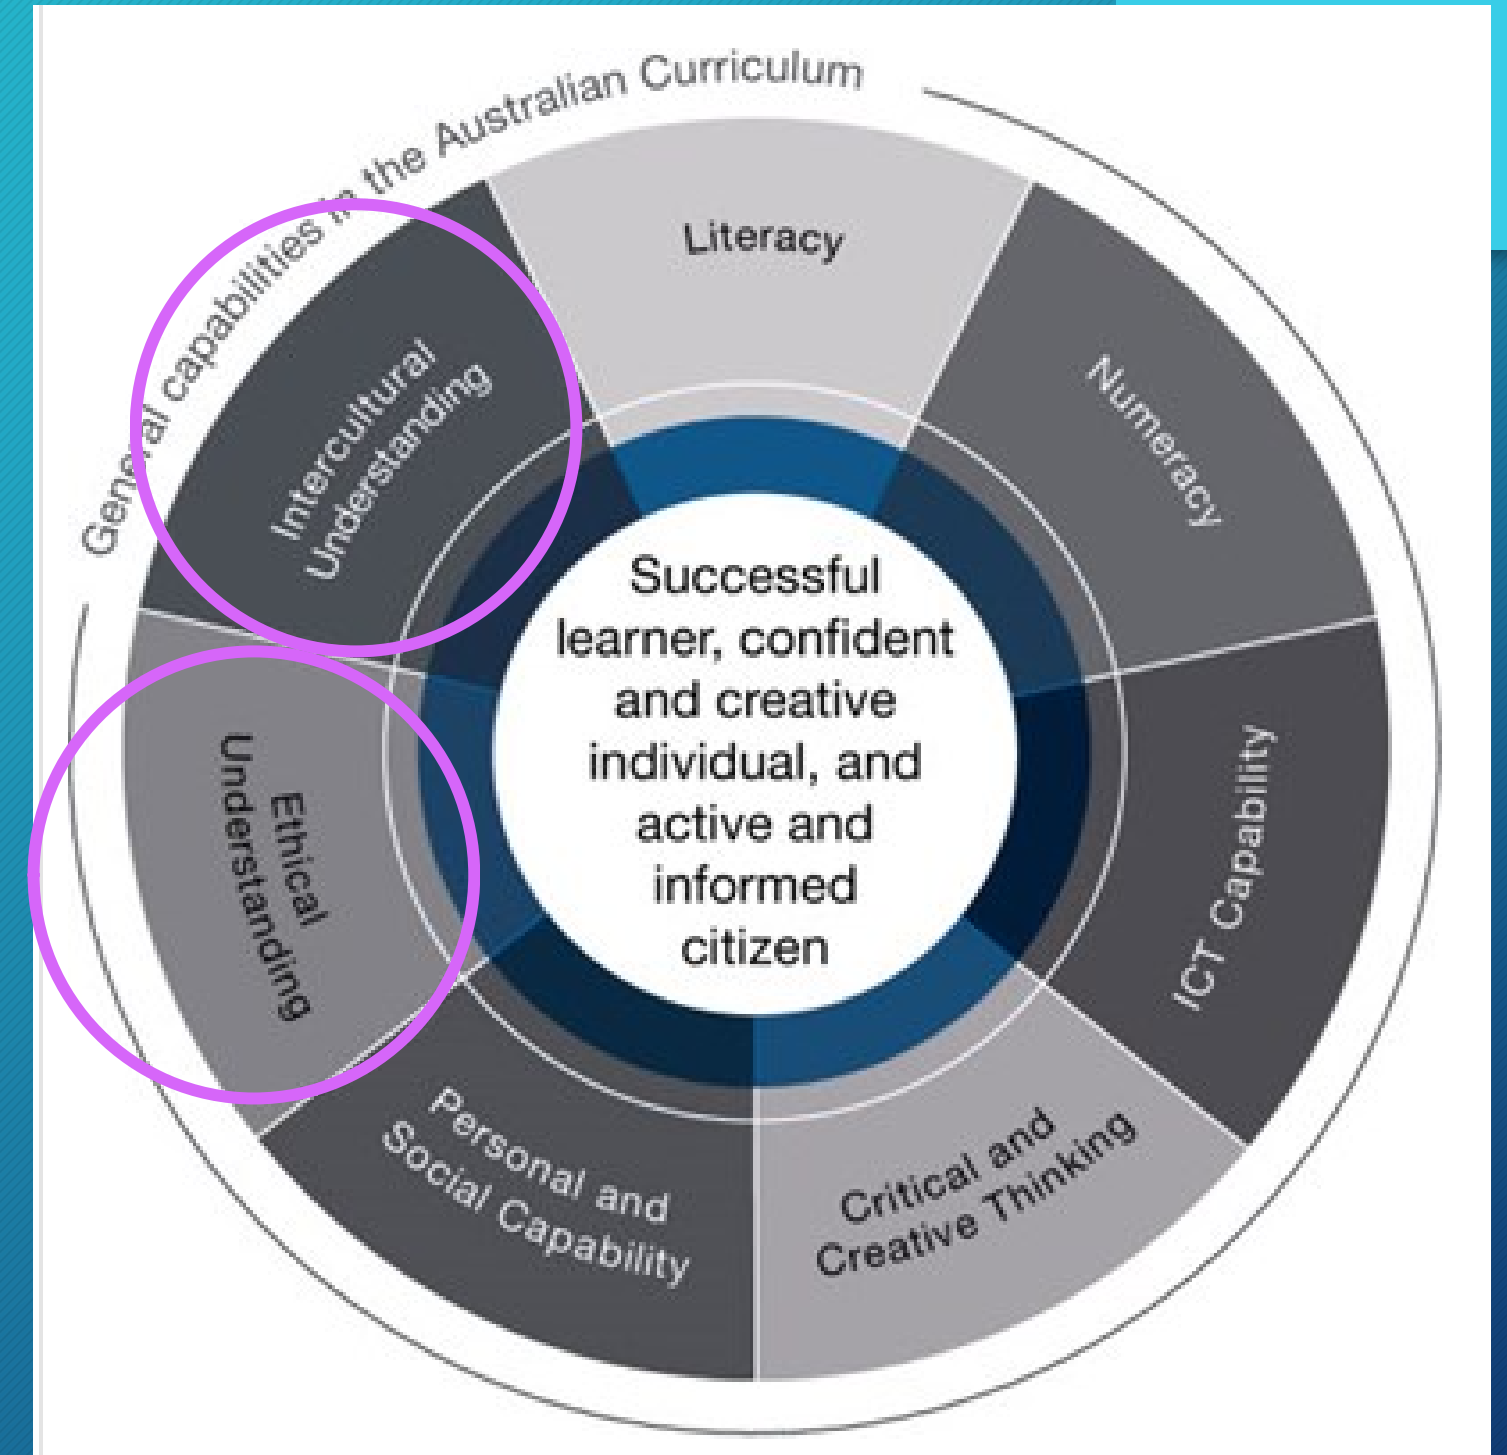 General capabilities in the Australian Curriculum
Literacy
Numeracy
ICT Capability
Critical and
Creative Thinking
Personal and
Social Capability
Ethical
Understanding
Intercultural
Understanding
Successful
learner, confident
and creative
individual, and
active and
informed
citizen